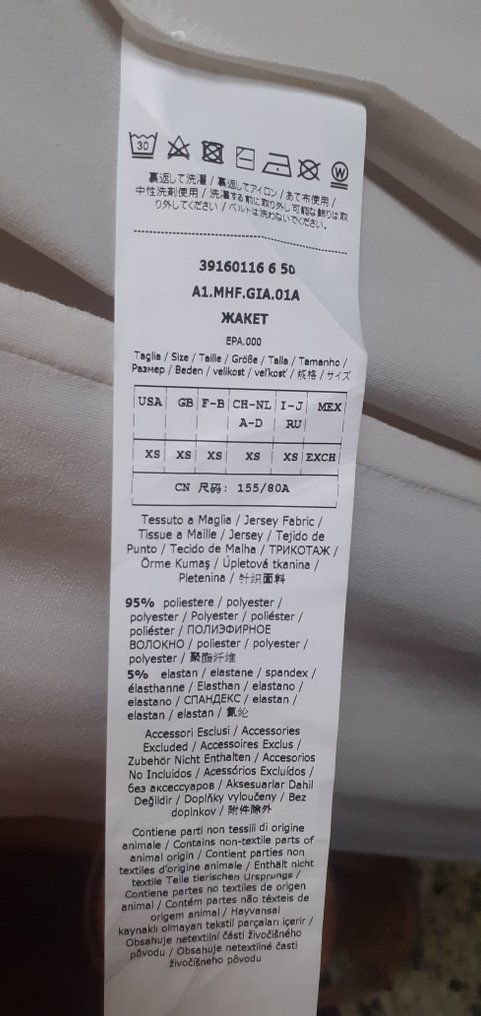 30
W
裏返して洗濯 / 裏返してアイロン / あて布使用 /
中性洗剤使用 / 洗濯する前に取り外し可能な飾りは取
り外してください / ベルトは洗わないでください。
39160116 6 50
A1.MHF.GIA.01A
ЖАКЕТ
EPA.000
Taglia / Size / Taille / Größe / Talla / Tamanho /
Размер / Beden / velikost / veľkosť / 规格 / サイズ
USA GB F-B CH-NL I-J MEX
A-D RU
XS XS XS XS XS EXCH
CN 尺码: 155/80A
Tessuto a Maglia / Jersey Fabric /
Tissue a Maille / Jersey / Tejido de
Punto / Tecido de Malha / ТРИКОТАЖ /
Örme Kumaş / Úpletová tkanina /
Pletenina / 针织面料
95% poliestere / polyester /
polyester / Polyester / poliéster /
poliéster / ПОЛИЭФИРНОЕ
ВОЛОКНО / poliester / polyester /
polyester / 聚酯纤维
5% elastan / elastane / spandex /
élasthanne / Elasthan / elastano /
elastano / СПАНДЕКС / elastan /
elastan / elastan / 氨纶
Accessori Esclusi / Accessories
Excluded / Accessoires Exclus /
Zubehör Nicht Enthalten / Accesorios
No Incluidos / Acessórios Excluídos /
без аксессуаров / Aksesuarlar Dahil
Değildir / Doplňky vyloučeny / Bez
doplnkov / 附件除外
Contiene parti non tessili di origine
animale / Contains non-textile parts of
animal origin / Contient parties non
textiles d'origine animale / Enthält nicht
textile Teile tierischen Ursprungs /
Contiene partes no textiles de origen
animal / Contém partes não têxteis de
origem animal / Hayvansal
kaynaklı olmayan tekstil parçaları içerir /
Obsahuje netextilní části živočišného
původu / Obsahuje netextilné časti
živočíšneho pôvodu